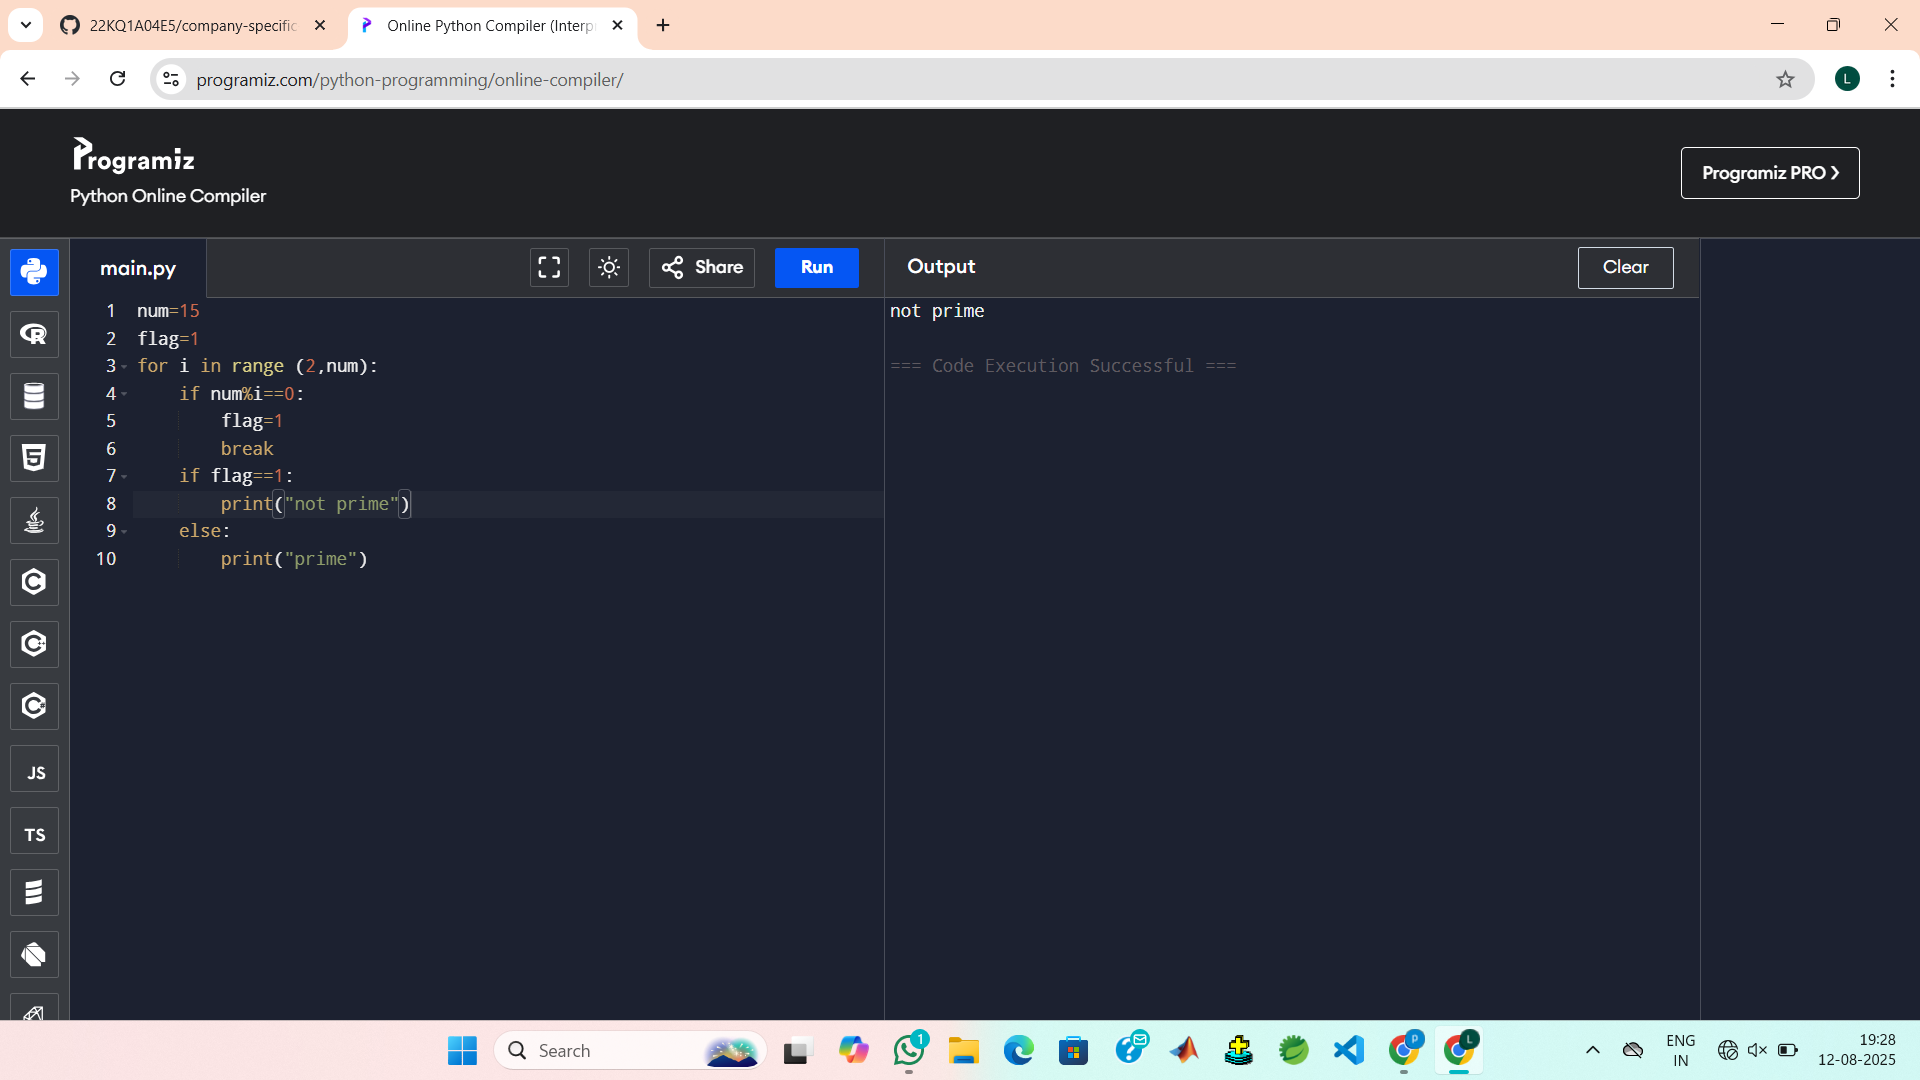 22KQ1A04E5/company-specific
Online Python Compiler (Interp
programiz.com/python-programming/online-compiler/
L
Programiz
Python Online Compiler
Programiz PRO ❯
main.py
Share
Run
Output
Clear
1 num=15
2 flag=1
3 for i in range (2,num):
4 if num%i==0:
5 flag=1
6 break
7 if flag==1:
8 print("not prime")
9 else:
10 print("prime")
not prime
=== Code Execution Successful ===
JS
TS
Search
1
P
L
ENG
IN
19:28
12-08-2025